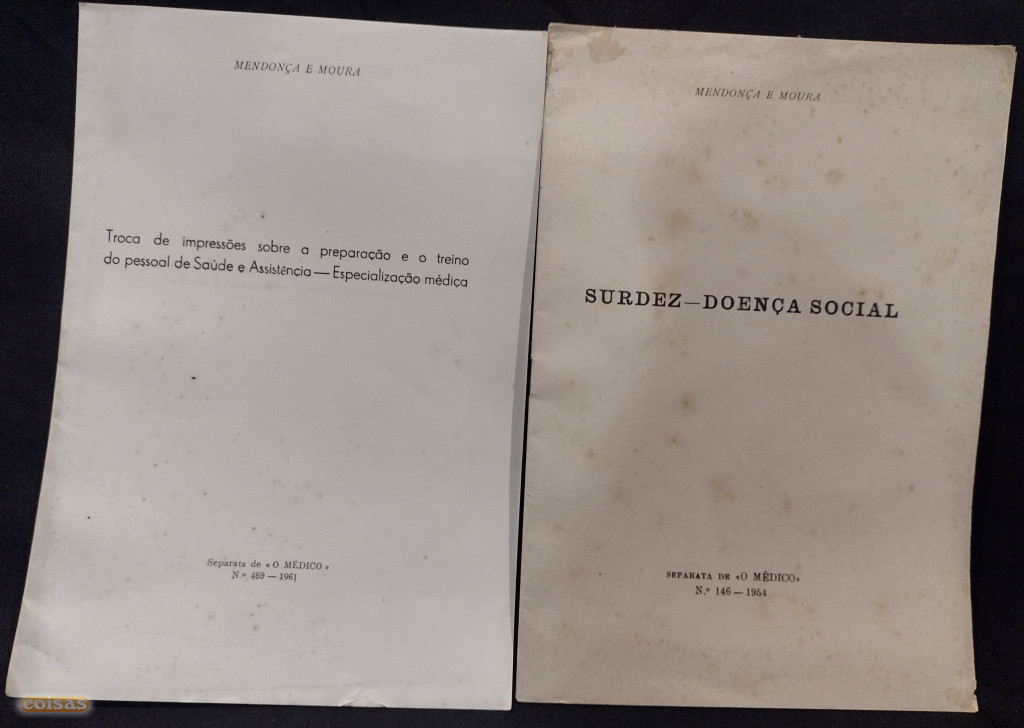 MENDONÇA E MOURA
Troca de impressões sobre a preparação e o treino
do pessoal de Saúde e Assistência — Especialização médica
Separata de «O MÉDICO»
N.º 489 — 1961
MENDONÇA E MOURA
SURDEZ — DOENÇA SOCIAL
SEPARATA DE «O MÉDICO»
N.º 146 — 1954
coisas